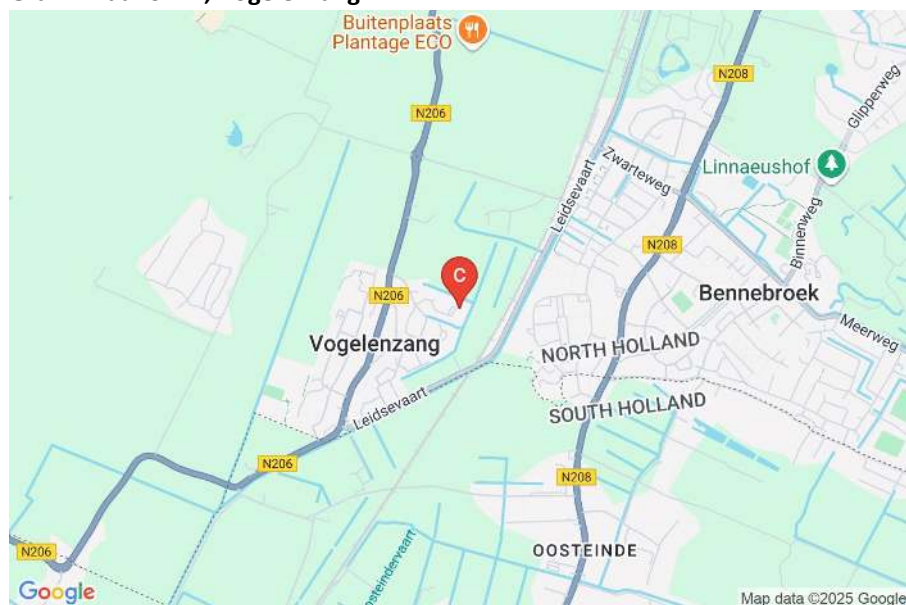 Buitenplaats
Plantage ECO
N208
Glipperweg
N206
Zwarteweg
Linnaeushof
Leidsevaart
Binnenweg
N208
C
N206
Bennebroek
Meerweg
Vogelenzang
NORTH HOLLAND
SOUTH HOLLAND
Leidsevaart
N206
N208
N206
OOSTEINDE
Google
Map data ©2025 Google